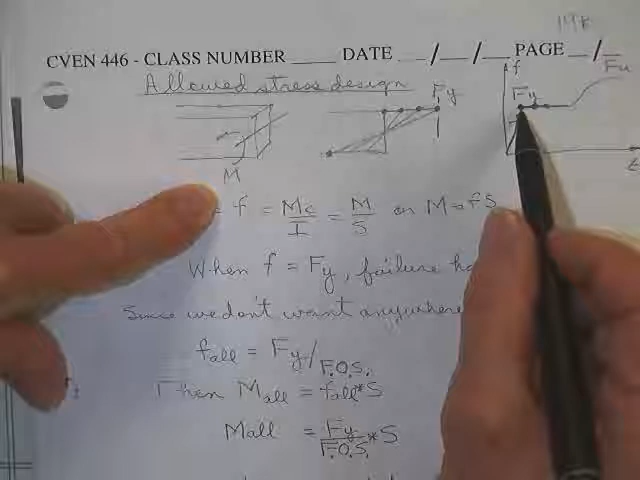 CVEN 446 - CLASS NUMBER ____ DATE __/__/__ PAGE __/__
Allowed stress design
Fy
f
Fu
Fy
M
= f = Mc/I = M/S or M = fS
When f = Fy, failure
Since we don't want anywhere
fall = Fy/F.O.S.
Then Mall = fall*S
Mall = Fy/F.O.S.*S